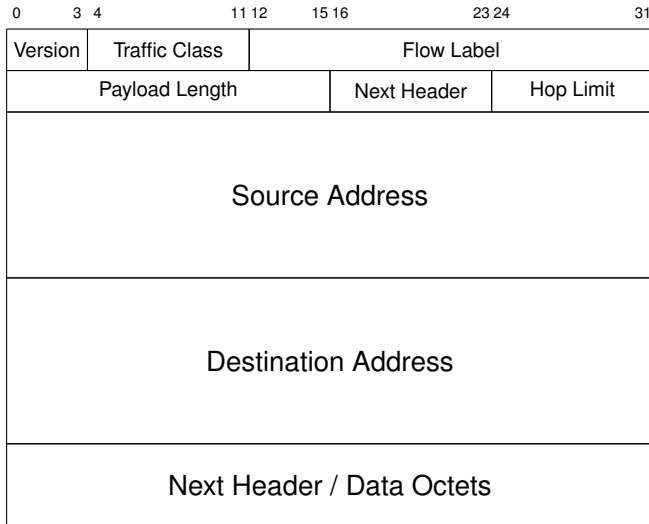 0 3 4 11 12 15 16 23 24 31
Version Traffic Class Flow Label
Payload Length Next Header Hop Limit
Source Address
Destination Address
Next Header / Data Octets